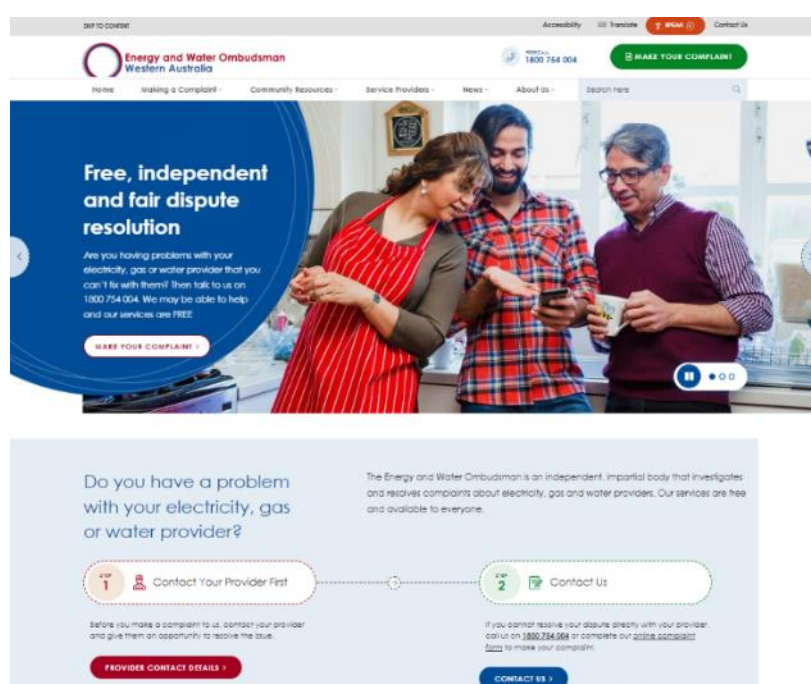 SKIP TO CONTENT
Accessibility Translate SPEAK Contact Us
Energy and Water Ombudsman
Western Australia
FREECALL
1800 754 004
MAKE YOUR COMPLAINT
Home Making a Complaint Community Resources Service Providers News About Us Search here
Free, independent
and fair dispute
resolution
Are you having problems with your
electricity, gas or water provider that you
can't fix with them? Then talk to us on
1800 754 004. We may be able to help
and our services are FREE
MAKE YOUR COMPLAINT >
Do you have a problem
with your electricity, gas
or water provider?
The Energy and Water Ombudsman is an independent, impartial body that investigates
and resolves complaints about electricity, gas and water providers. Our services are free
and available to everyone.
STEP
1
Contact Your Provider First
STEP
2
Contact Us
Before you make a complaint to us, contact your provider
and give them an opportunity to resolve the issue.
If you cannot resolve your dispute directly with your provider,
call us on 1800 754 004 or complete our online complaint
form to make your complaint.
PROVIDER CONTACT DETAILS >
CONTACT US >